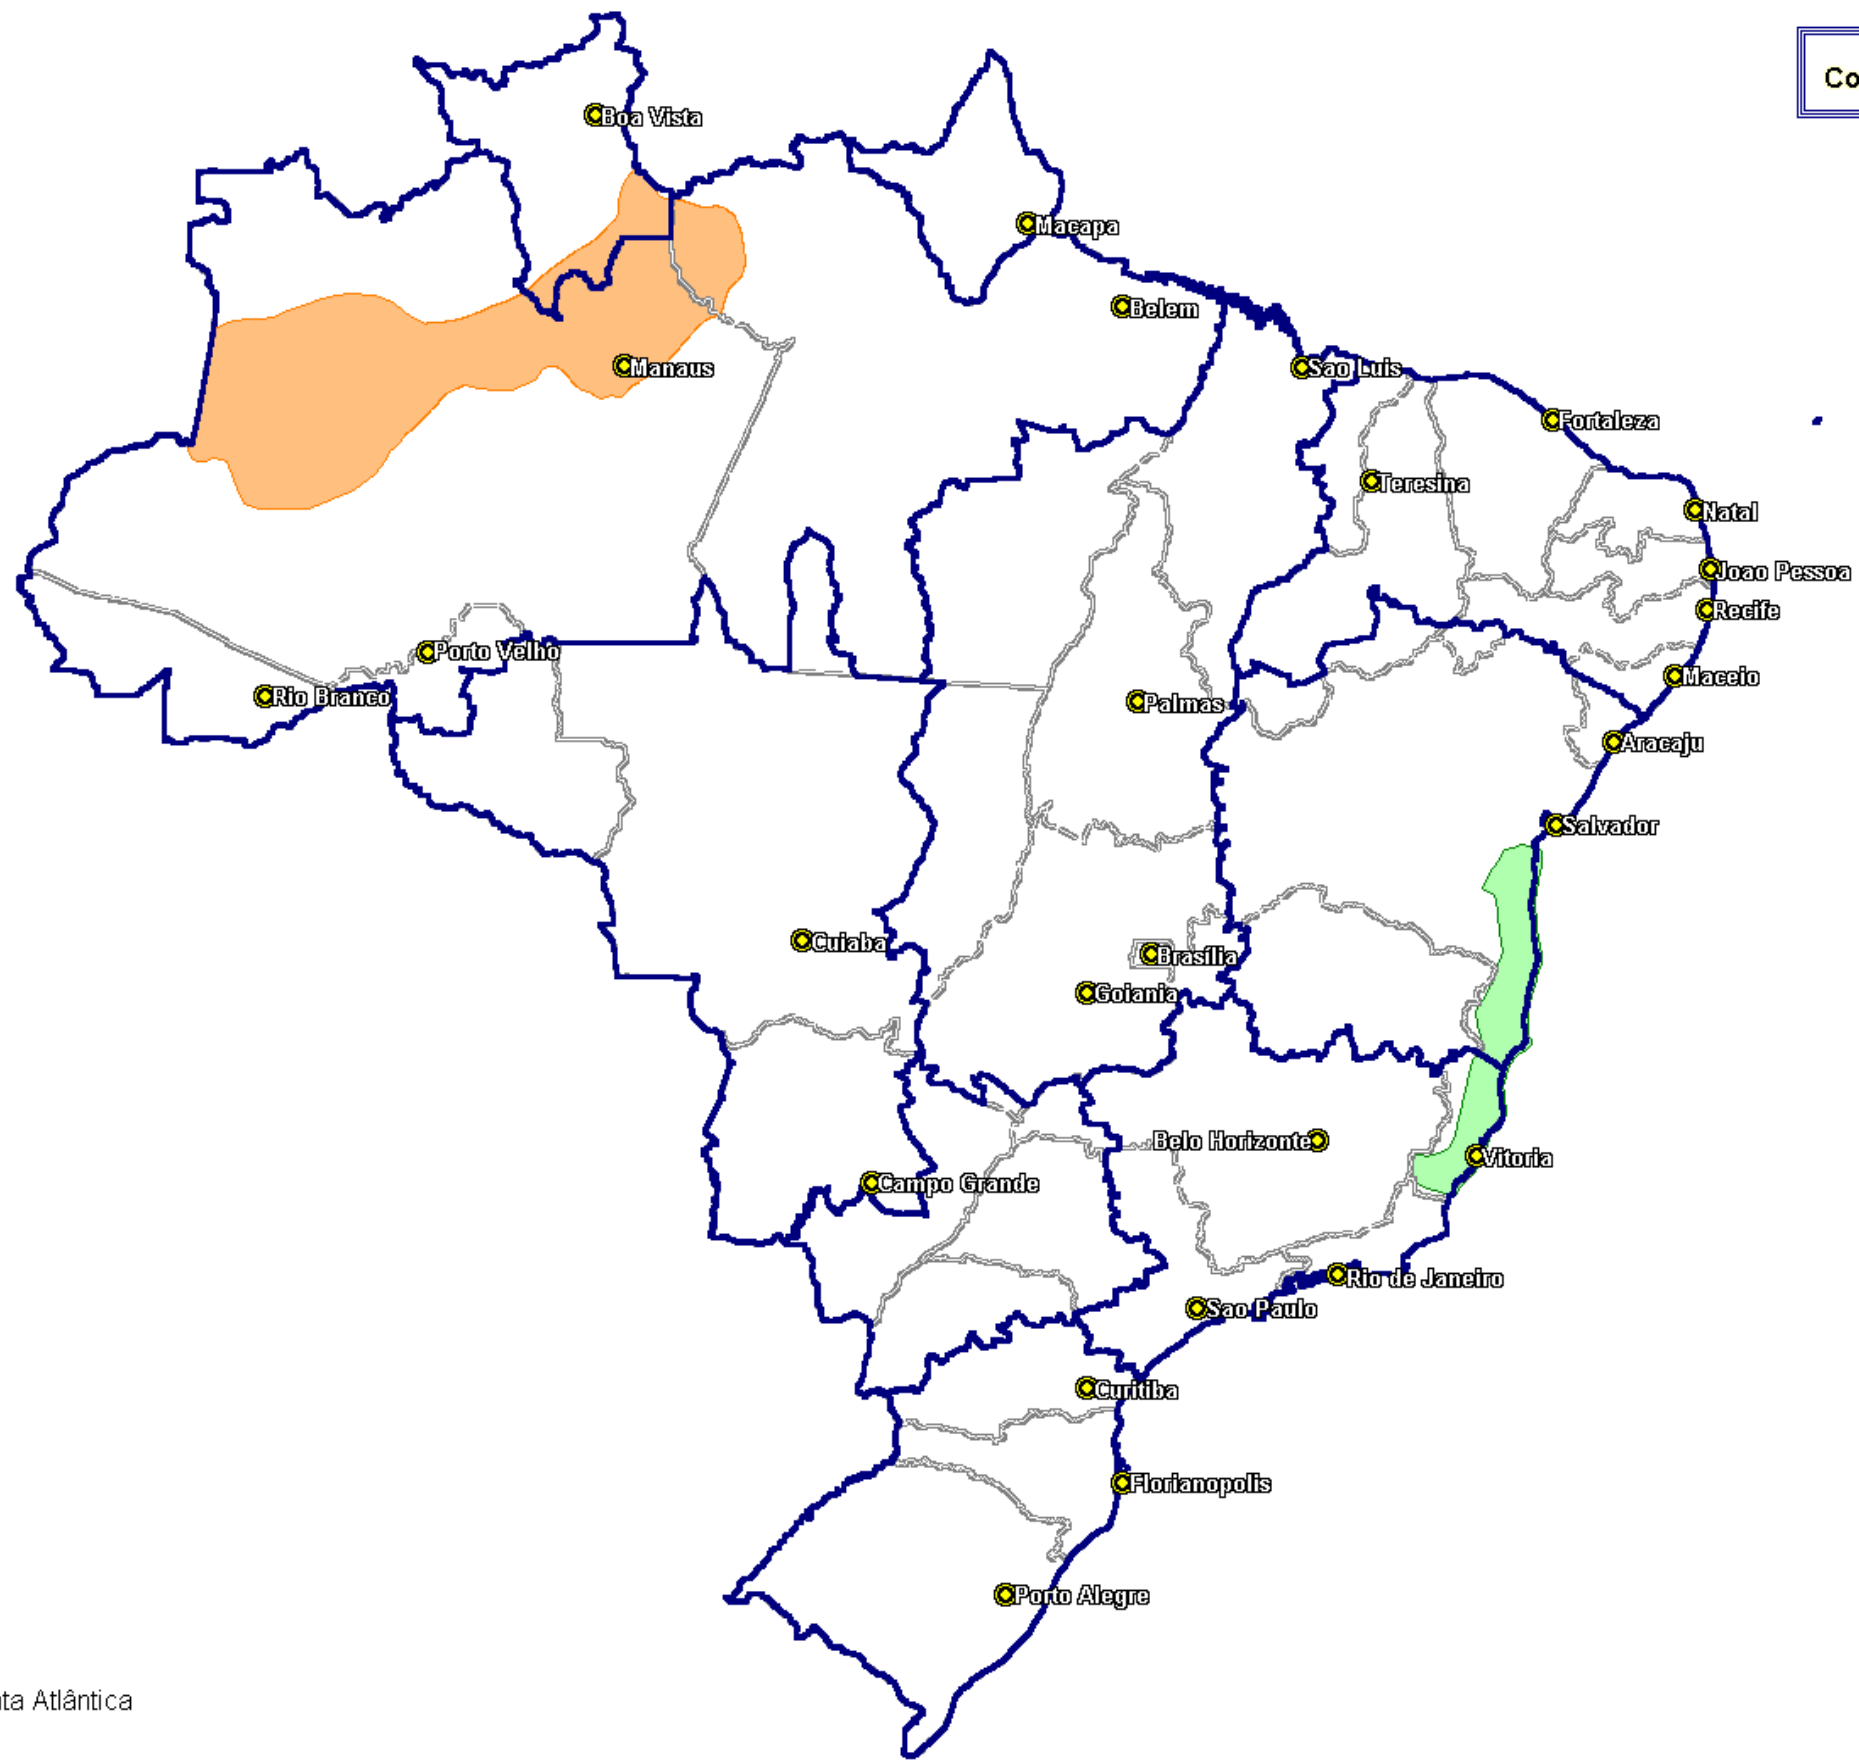 Co
Boa Vista
Macapa
Belem
Manaus
Sao Luis
Fortaleza
Teresina
Natal
Joao Pessoa
Recife
Porto Velho
Maceio
Rio Branco
Palmas
Aracaju
Salvador
Cuiaba
Brasília
Goiania
Belo Horizonte
Vitoria
Campo Grande
Rio de Janeiro
Sao Paulo
Curitiba
Florianopolis
Porto Alegre
ta Atlântica